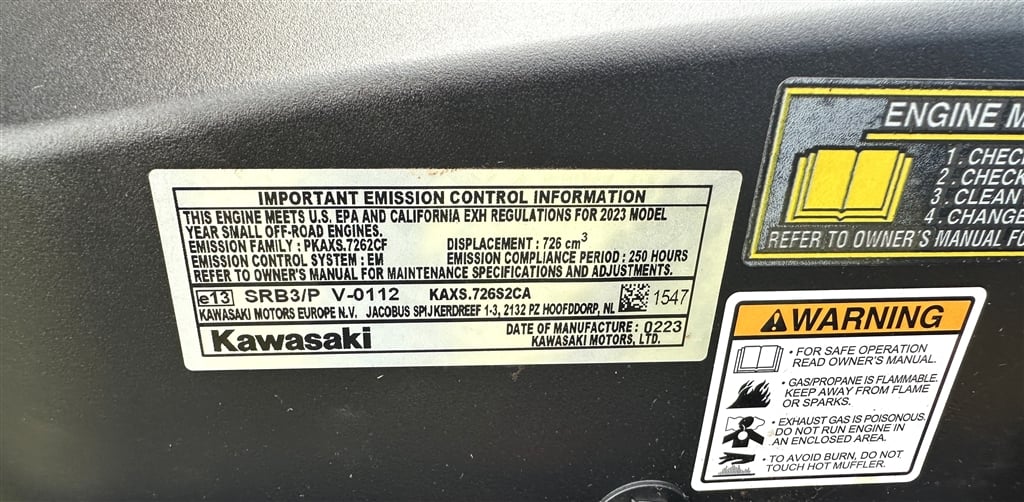 IMPORTANT EMISSION CONTROL INFORMATION
THIS ENGINE MEETS U.S. EPA AND CALIFORNIA EXH REGULATIONS FOR 2023 MODEL
YEAR SMALL OFF-ROAD ENGINES.
EMISSION FAMILY : PKAXS.7262CF DISPLACEMENT : 726 cm³
EMISSION CONTROL SYSTEM : EM EMISSION COMPLIANCE PERIOD : 250 HOURS
REFER TO OWNER'S MANUAL FOR MAINTENANCE SPECIFICATIONS AND ADJUSTMENTS.
e13 SRB3/P V-0112 KAXS.726S2CA 1547
KAWASAKI MOTORS EUROPE N.V. JACOBUS SPIJKERDREEF 1-3, 2132 PZ HOOFDDORP, NL
Kawasaki DATE OF MANUFACTURE : 0223
KAWASAKI MOTORS, LTD.
ENGINE
1. CHECK
2. CHECK
3. CLEAN
4. CHANGE
REFER TO OWNER'S MANUAL
WARNING
• FOR SAFE OPERATION
READ OWNER'S MANUAL.
• GAS/PROPANE IS FLAMMABLE.
KEEP AWAY FROM FLAME
OR SPARKS.
• EXHAUST GAS IS POISONOUS.
DO NOT RUN ENGINE IN
AN ENCLOSED AREA.
• TO AVOID BURN, DO NOT
TOUCH HOT MUFFLER.